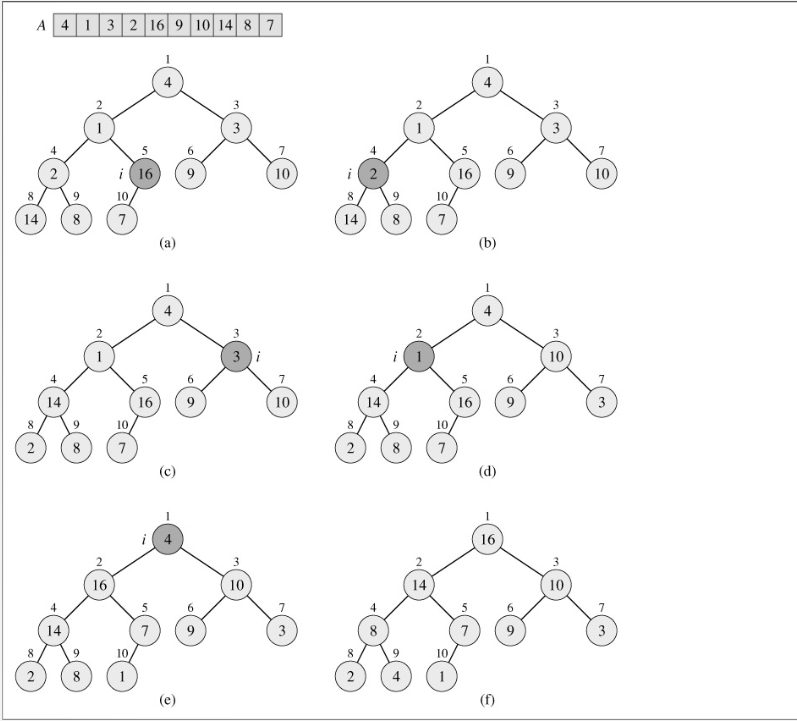 A 4 1 3 2 16 9 10 14 8 7
1 1
4 4
2 3 2 3
1 3 1 3
4 5 6 7 4 5 6 7
2 i 16 9 10 i 2 16 9 10
8 9 10 8 9 10
14 8 7 14 8 7
(a) (b)
1 1
4 4
2 3 2 3
1 3 i i 1 10
4 5 6 7 4 5 6 7
14 16 9 10 14 16 9 3
8 9 10 8 9 10
2 8 7 2 8 7
(c) (d)
1 1
i 4 16
2 3 2 3
16 10 14 10
4 5 6 7 4 5 6 7
14 7 9 3 8 7 9 3
8 9 10 8 9 10
2 8 1 2 4 1
(e) (f)